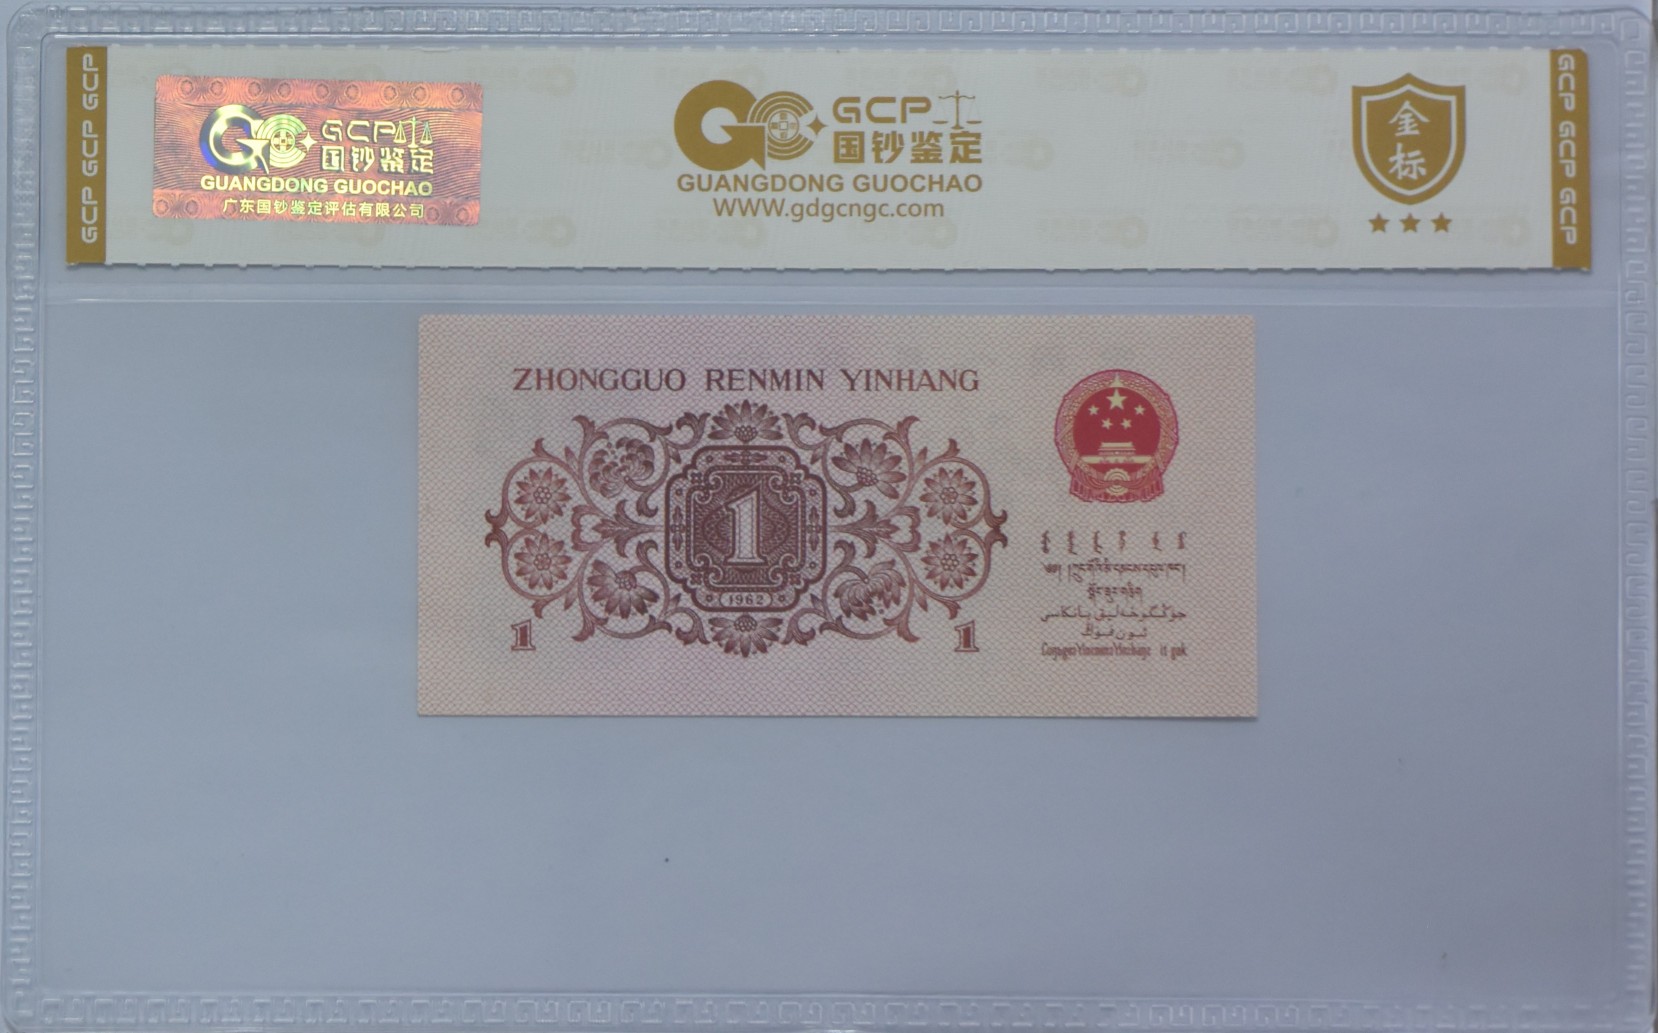 GCP GCP GCP
GCP
国钞鉴定
GUANGDONG GUOCHAO
广东国钞鉴定评估有限公司
GCP
国钞鉴定
GUANGDONG GUOCHAO
WWW.gdgcngc.com
金
标
GCP GCP GCP
ZHONGGUO RENMIN YINHANG
1
1962
1
1
جۇڭگوخەلىق بانكاسى